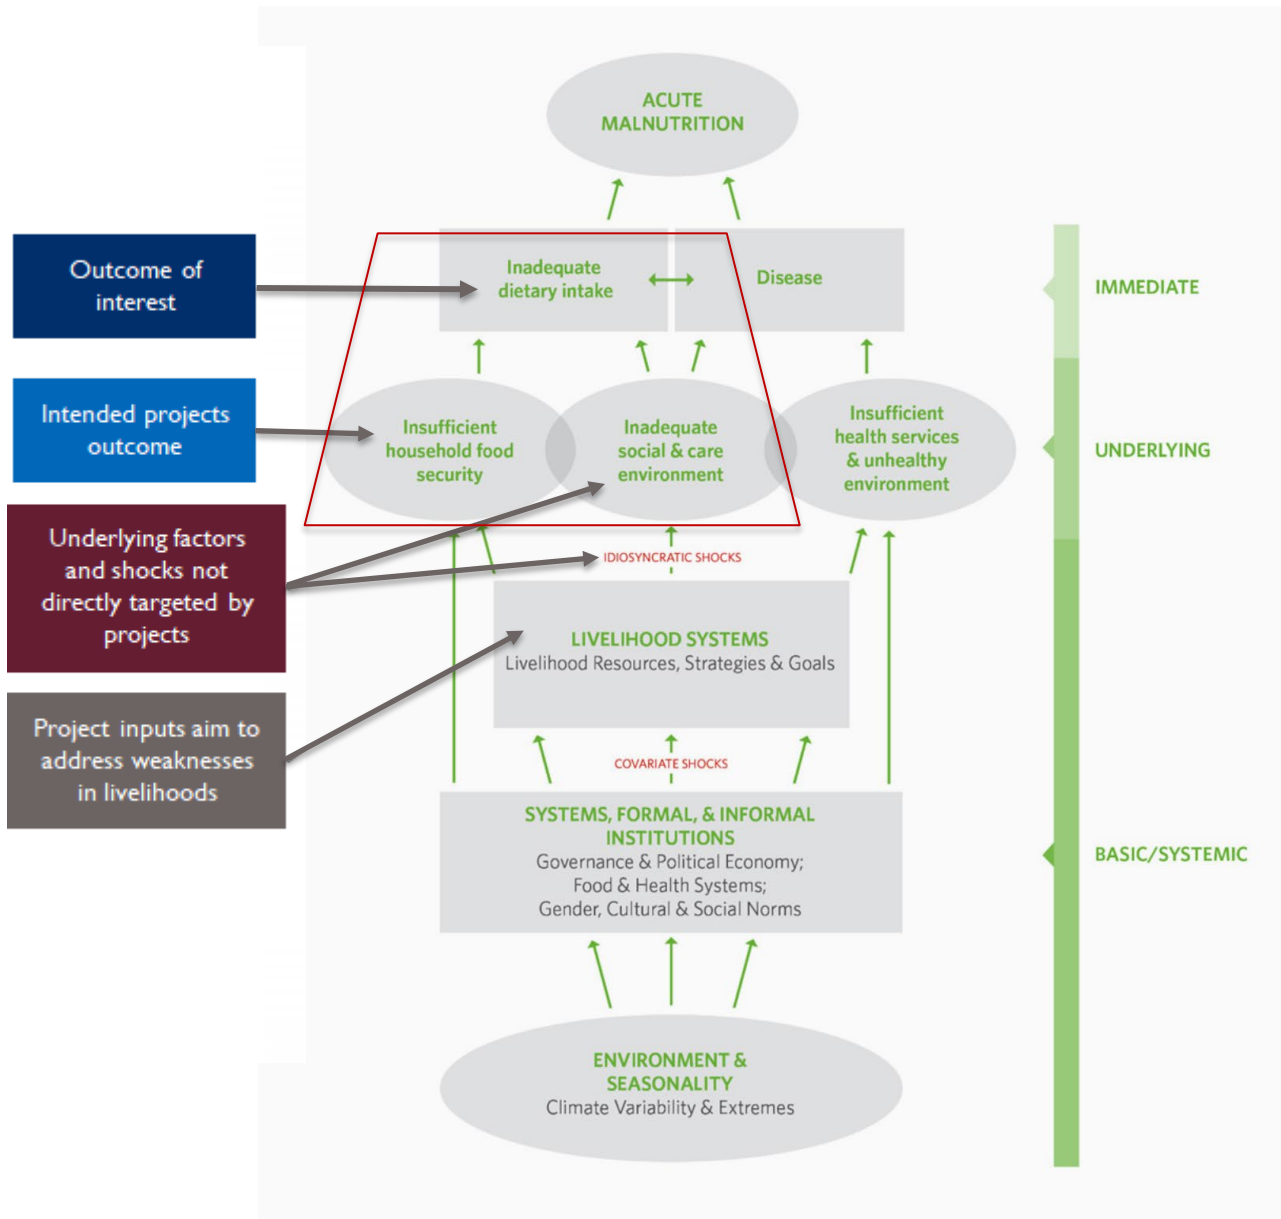 ACUTE
MALNUTRITION
Outcome of
interest
Inadequate
dietary intake
Disease
IMMEDIATE
Intended projects
outcome
Insufficient
household food
security
Inadequate
social & care
environment
Insufficient
health services
& unhealthy
environment
UNDERLYING
Underlying factors
and shocks not
directly targeted by
projects
IDIOSYNCRATIC SHOCKS
LIVELIHOOD SYSTEMS
Livelihood Resources, Strategies & Goals
Project inputs aim to
address weaknesses
in livelihoods
COVARIATE SHOCKS
SYSTEMS, FORMAL, & INFORMAL
INSTITUTIONS
Governance & Political Economy;
Food & Health Systems;
Gender, Cultural & Social Norms
BASIC/SYSTEMIC
ENVIRONMENT &
SEASONALITY
Climate Variability & Extremes